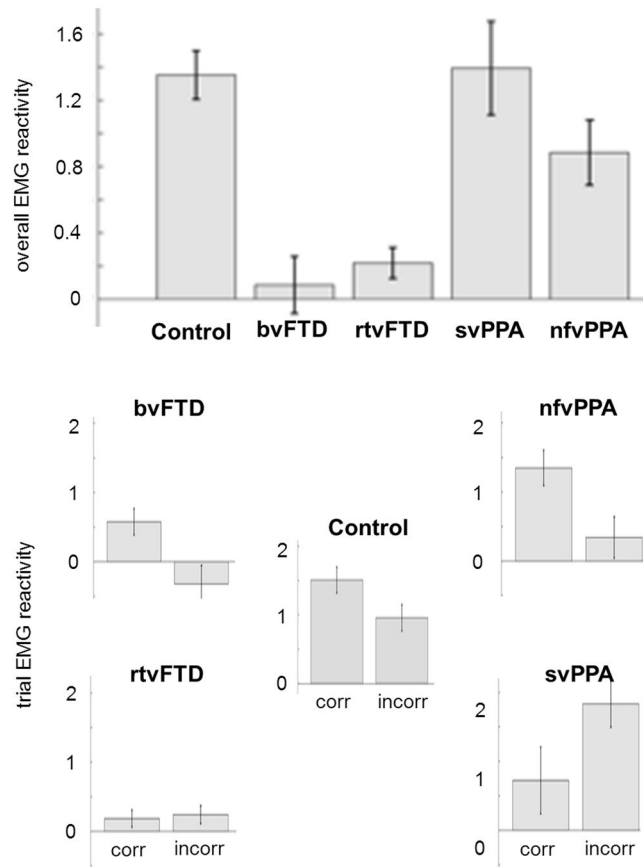 overall EMG reactivity
1.6
1.2
0.8
0.4
0
Control bvFTD rtvFTD svPPA nfvPPA
trial EMG reactivity
bvFTD
2
1
0
nfvPPA
2
1
0
Control
2
1
0
corr incorr
rtvFTD
2
1
0
corr incorr
svPPA
2
1
0
corr incorr